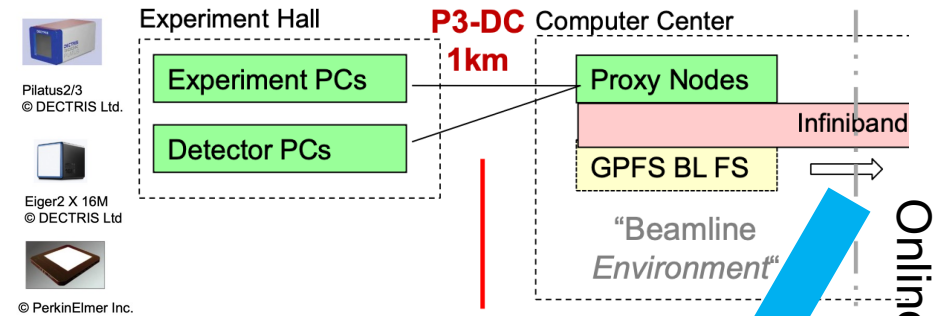 Experiment Hall
P3-DC
1km
Computer Center
DECTRIS
Pilatus2/3
© DECTRIS Ltd.
Experiment PCs
Detector PCs
Proxy Nodes
Infiniband
GPFS BL FS
Eiger2 X 16M
© DECTRIS Ltd
“Beamline
Environment“
© PerkinElmer Inc.